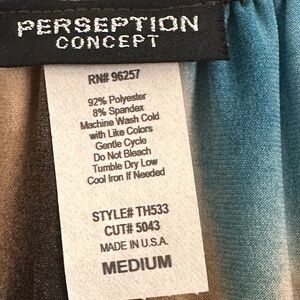 PERSEPTION
CONCEPT
RN# 96257
92% Polyester
8% Spandex
Machine Wash Cold
with Like Colors
Gentle Cycle
Do Not Bleach
Tumble Dry Low
Cool Iron If Needed
STYLE# TH533
CUT# 5043
MADE IN U.S.A.
MEDIUM